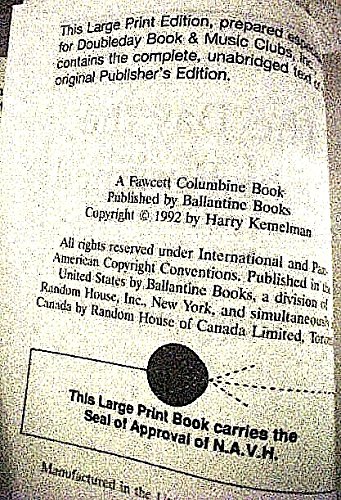 This Large Print Edition, prepared
for Doubleday Book & Music Clubs,
contains the complete, unabridged text
original Publisher's Edition.
A Fawcett Columbine Book
Published by Ballantine Books
Copyright © 1992 by Harry Kemelman
All rights reserved under International and Pan-
American Copyright Conventions. Published in the
United States by Ballantine Books, a division of
Random House, Inc., New York, and simultaneously
Canada by Random House of Canada Limited,
This Large Print Book carries the
Seal of Approval of N.A.V.H.
Manufactured in the